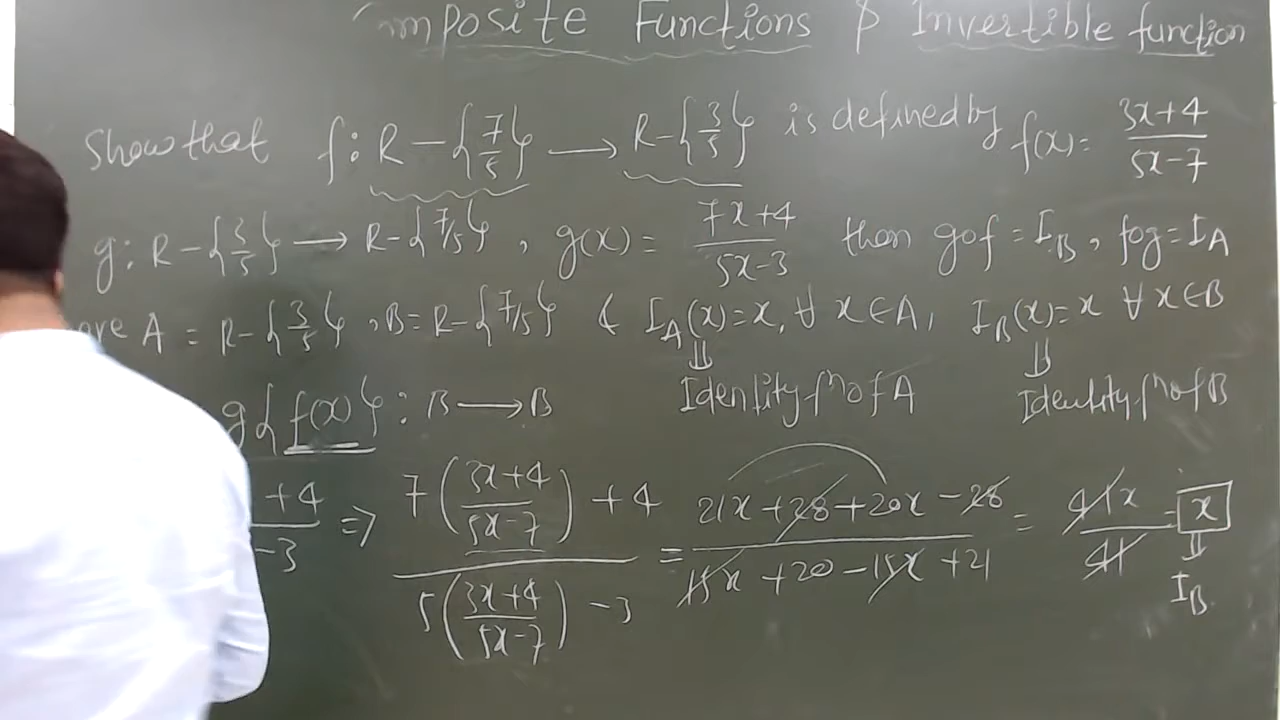 mposite Functions & Invertible function
Show that f: R - {7/5} → R - {3/5} is defined by f(x) = (3x+4)/(5x-7)
g: R - {3/5} → R - {7/5}, g(x) = (7x+4)/(5x-3) then gof = I_B, fog = I_A
ere A = R - {3/5}, B = R - {7/5} & I_A(x) = x, ∀ x ∈ A, I_B(x) = x ∀ x ∈ B
⇓ ⇓
Identity fn of A Identity fn of B
g{f(x)} : B → B
+4/-3 ⇒ (7((3x+4)/(5x-7)) + 4)/(5((3x+4)/(5x-7)) - 3) = (21x + 28 + 20x - 28)/(15x + 20 - 15x + 21) = 41x/41 = x
⇓
I_B